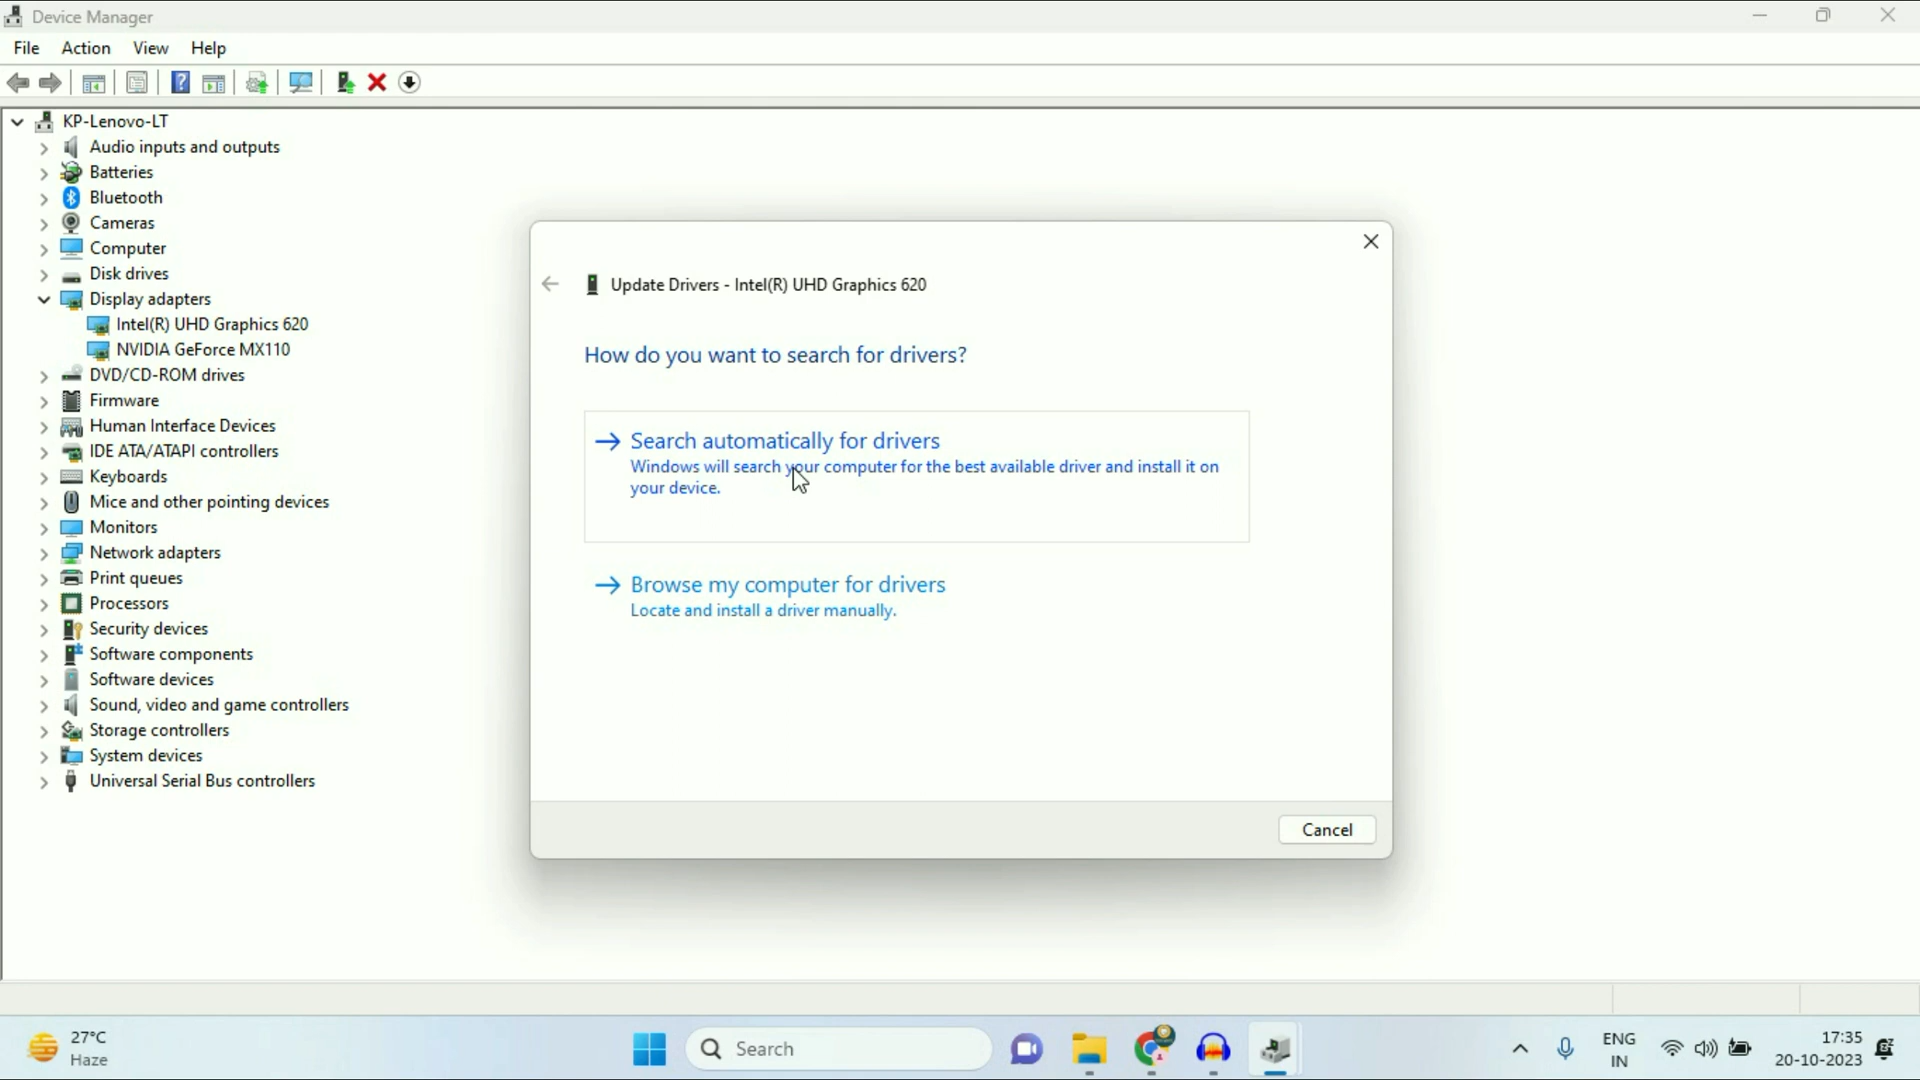 Device Manager
File Action View Help
KP-Lenovo-LT
Audio inputs and outputs
Batteries
Bluetooth
Cameras
Computer
Disk drives
Display adapters
Intel(R) UHD Graphics 620
NVIDIA GeForce MX110
DVD/CD-ROM drives
Firmware
Human Interface Devices
IDE ATA/ATAPI controllers
Keyboards
Mice and other pointing devices
Monitors
Network adapters
Print queues
Processors
Security devices
Software components
Software devices
Sound, video and game controllers
Storage controllers
System devices
Universal Serial Bus controllers
Update Drivers - Intel(R) UHD Graphics 620
How do you want to search for drivers?
Search automatically for drivers
Windows will search your computer for the best available driver and install it on
your device.
Browse my computer for drivers
Locate and install a driver manually.
Cancel
27°C
Haze
Search
ENG
IN
17:35
20-10-2023